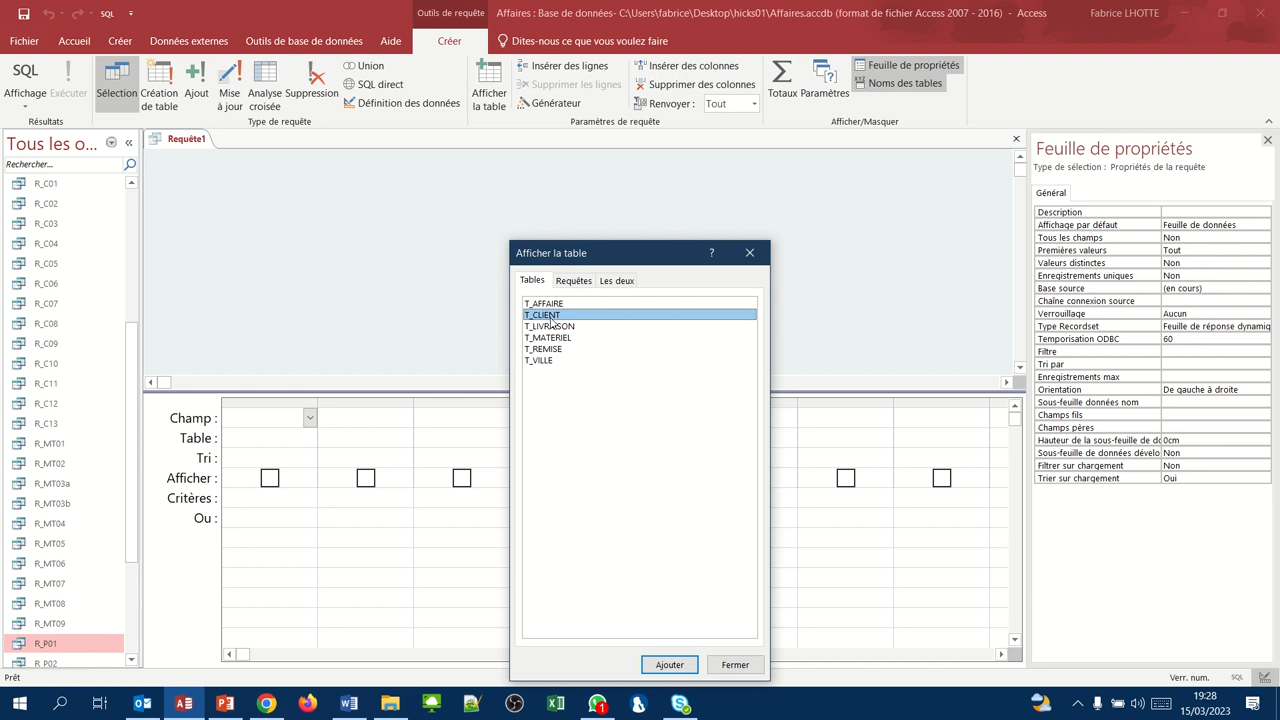 SQL
Outils de requête
Affaires : Base de données- C:\Users\fabrice\Desktop\hicks01\Affaires.accdb (format de fichier Access 2007 - 2016) - Access
Fabrice LHOTTE
Fichier
Accueil
Créer
Données externes
Outils de base de données
Aide
Créer
Dites-nous ce que vous voulez faire
SQL
Affichage
Exécuter
Résultats
Sélection
Création de table
Ajout
Mise à jour
Analyse croisée
Suppression
Union
SQL direct
Définition des données
Type de requête
Afficher la table
Insérer des lignes
Supprimer les lignes
Générateur
Insérer des colonnes
Supprimer des colonnes
Renvoyer : Tout
Paramètres de requête
Totaux
Paramètres
Feuille de propriétés
Noms des tables
Afficher/Masquer
Tous les o...
Rechercher...
R_C01
R_C02
R_C03
R_C04
R_C05
R_C06
R_C07
R_C08
R_C09
R_C10
R_C11
R_C12
R_C13
R_MT01
R_MT02
R_MT03a
R_MT03b
R_MT04
R_MT05
R_MT06
R_MT07
R_MT08
R_MT09
R_P01
R_P02
Requête1
Champ :
Table :
Tri :
Afficher :
Critères :
Ou :
Afficher la table
?
Tables
Requêtes
Les deux
T_AFFAIRE
T_CLIENT
T_LIVRAISON
T_MATERIEL
T_REMISE
T_VILLE
Ajouter
Fermer
Feuille de propriétés
Type de sélection : Propriétés de la requête
Général
Description
Affichage par défaut Feuille de données
Tous les champs Non
Premières valeurs Tout
Valeurs distinctes Non
Enregistrements uniques Non
Base source (en cours)
Chaîne connexion source
Verrouillage Aucun
Type Recordset Feuille de réponse dynamiq
Temporisation ODBC 60
Filtre
Tri par
Enregistrements max
Orientation De gauche à droite
Sous-feuille données nom
Champs fils
Champs pères
Hauteur de la sous-feuille de do 0cm
Sous-feuille de données dévelo Non
Filtrer sur chargement Non
Trier sur chargement Oui
Prêt
Verr. num.
SQL
1
19:28
15/03/2023